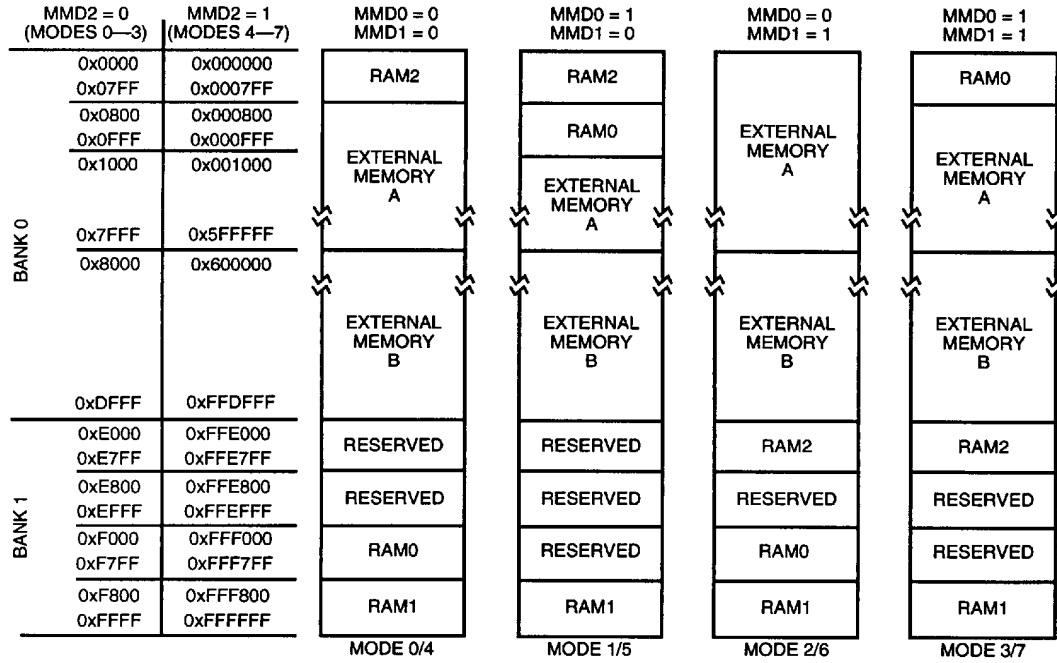 MMD2 = 0 MMD2 = 1 MMD0 = 0 MMD0 = 1 MMD0 = 0 MMD0 = 1
(MODES 0—3) (MODES 4—7) MMD1 = 0 MMD1 = 0 MMD1 = 1 MMD1 = 1
0x0000 0x000000
RAM2 RAM2 RAM0
0x07FF 0x0007FF
0x0800 0x000800
RAM0
0x0FFF 0x000FFF
0x1000 0x001000
EXTERNAL
MEMORY
A
EXTERNAL
MEMORY
A
EXTERNAL
MEMORY
A
EXTERNAL
MEMORY
A
0x7FFF 0x5FFFFF
BANK 0
0x8000 0x600000
EXTERNAL EXTERNAL EXTERNAL EXTERNAL
MEMORY MEMORY MEMORY MEMORY
B B B B
0xDFFF 0xFFDFFF
BANK 1
0xE000 0xFFE000
RESERVED RESERVED RAM2 RAM2
0xE7FF 0xFFE7FF
0xE800 0xFFE800
RESERVED RESERVED RESERVED RESERVED
0xEFFF 0xFFEFFF
0xF000 0xFFF000
RAM0 RESERVED RAM0 RESERVED
0xF7FF 0xFFF7FF
0xF800 0xFFF800
RAM1 RAM1 RAM1 RAM1
0xFFFF 0xFFFFFF
MODE 0/4 MODE 1/5 MODE 2/6 MODE 3/7